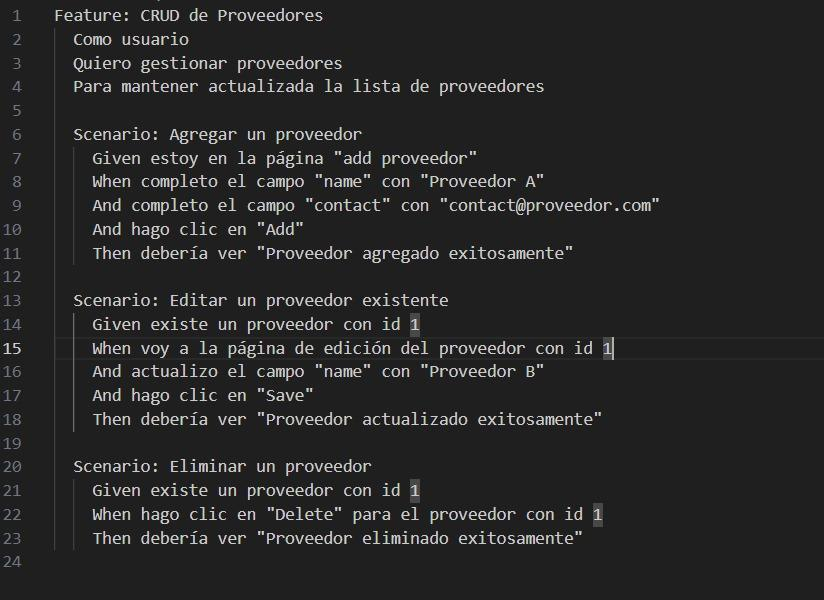 1 Feature: CRUD de Proveedores
2 Como usuario
3 Quiero gestionar proveedores
4 Para mantener actualizada la lista de proveedores
5
6 Scenario: Agregar un proveedor
7 Given estoy en la página "add proveedor"
8 When completo el campo "name" con "Proveedor A"
9 And completo el campo "contact" con "contact@proveedor.com"
10 And hago clic en "Add"
11 Then debería ver "Proveedor agregado exitosamente"
12
13 Scenario: Editar un proveedor existente
14 Given existe un proveedor con id 1
15 When voy a la página de edición del proveedor con id 1
16 And actualizo el campo "name" con "Proveedor B"
17 And hago clic en "Save"
18 Then debería ver "Proveedor actualizado exitosamente"
19
20 Scenario: Eliminar un proveedor
21 Given existe un proveedor con id 1
22 When hago clic en "Delete" para el proveedor con id 1
23 Then debería ver "Proveedor eliminado exitosamente"
24